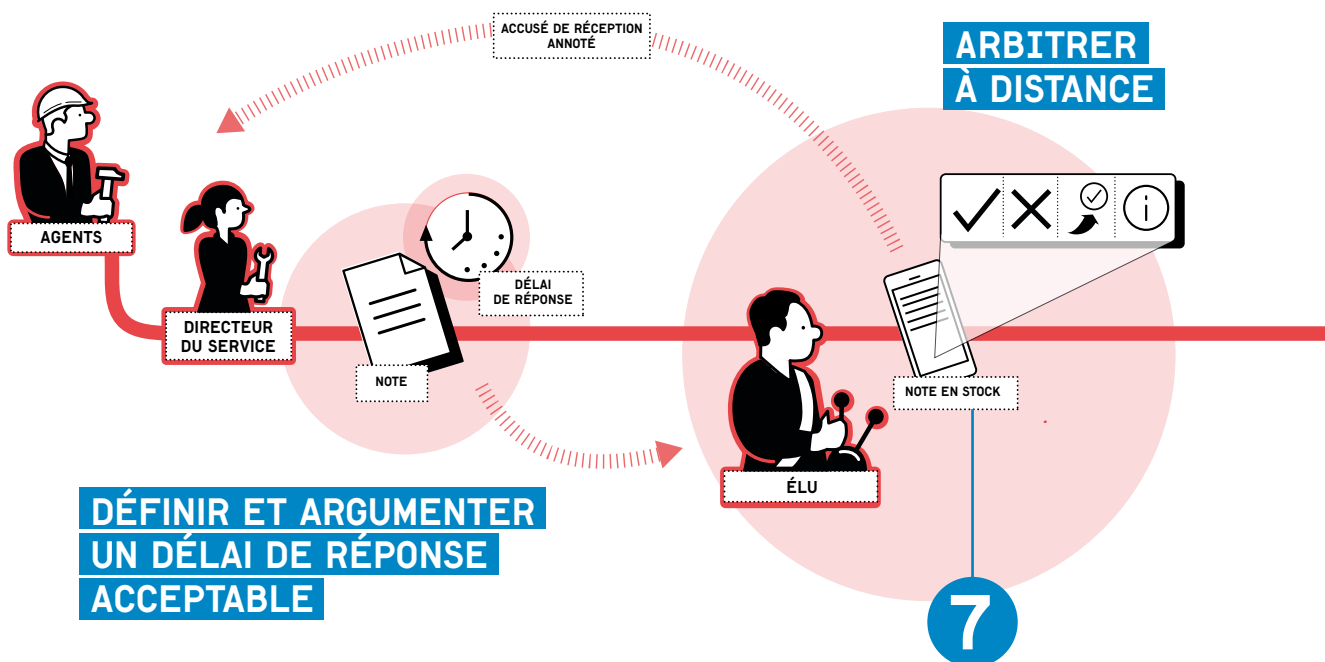 ACCUSÉ DE RÉCEPTION
ANNOTÉ
ARBITRER
À DISTANCE
AGENTS
DÉLAI
DE RÉPONSE
DIRECTEUR
DU SERVICE
NOTE
NOTE EN STOCK
ÉLU
DÉFINIR ET ARGUMENTER
UN DÉLAI DE RÉPONSE
ACCEPTABLE
7